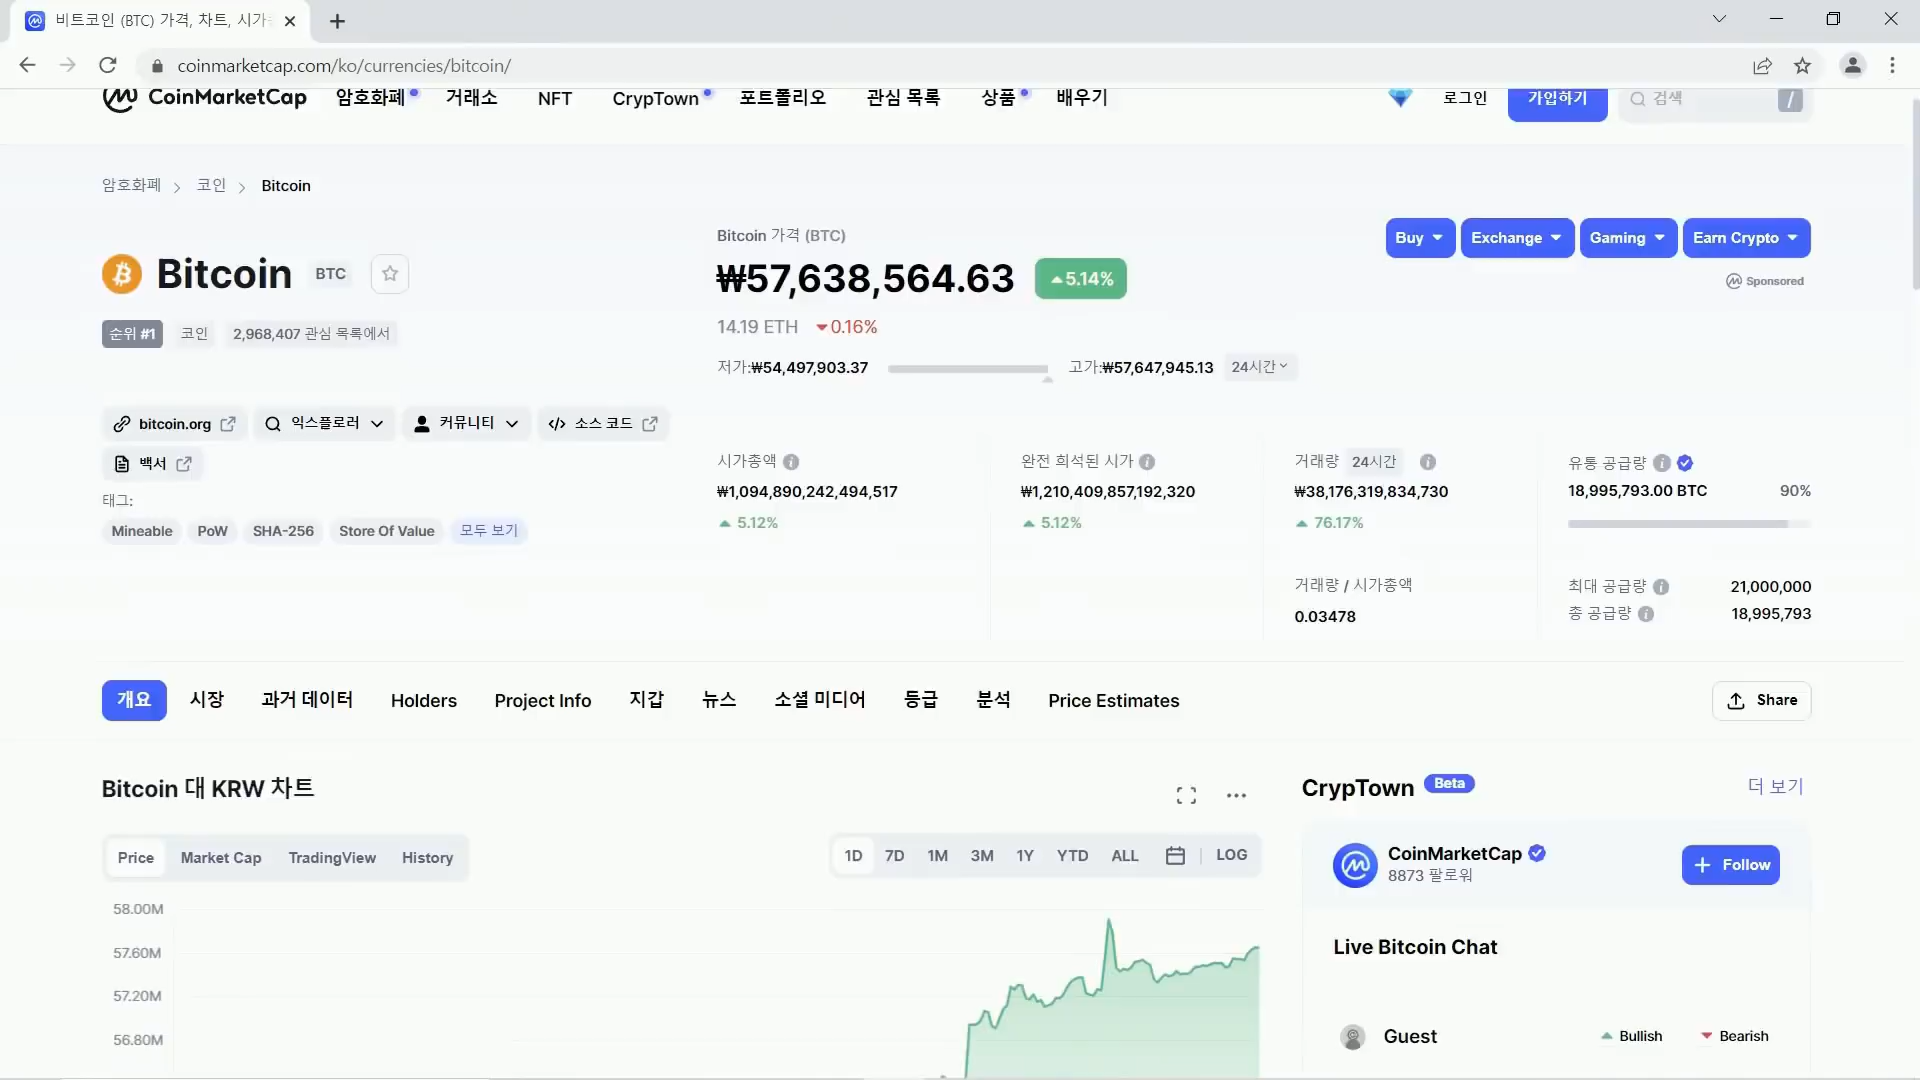 비트코인 (BTC) 가격, 차트, 시가
coinmarketcap.com/ko/currencies/bitcoin/
CoinMarketCap 암호화폐 거래소 NFT CrypTown 포트폴리오 관심 목록 상품 배우기 로그인 가입하기 검색 /
암호화폐 > 코인 > Bitcoin
Bitcoin BTC
순위 #1 코인 2,968,407 관심 목록에서
bitcoin.org 익스플로러 커뮤니티 소스 코드
백서
태그:
Mineable PoW SHA-256 Store Of Value 모두 보기
Bitcoin 가격 (BTC)
₩57,638,564.63 5.14%
14.19 ETH 0.16%
저가:₩54,497,903.37 고가:₩57,647,945.13 24시간
Buy Exchange Gaming Earn Crypto
Sponsored
시가총액
₩1,094,890,242,494,517
5.12%
완전 희석된 시가
₩1,210,409,857,192,320
5.12%
거래량 24시간
₩38,176,319,834,730
76.17%
거래량 / 시가총액
0.03478
유통 공급량
18,995,793.00 BTC 90%
최대 공급량 21,000,000
총 공급량 18,995,793
개요 시장 과거 데이터 Holders Project Info 지갑 뉴스 소셜 미디어 등급 분석 Price Estimates Share
Bitcoin 대 KRW 차트
Price Market Cap TradingView History
1D 7D 1M 3M 1Y YTD ALL LOG
58.00M
57.60M
57.20M
56.80M
CrypTown Beta 더 보기
CoinMarketCap
8873 팔로워
Follow
Live Bitcoin Chat
Guest Bullish Bearish